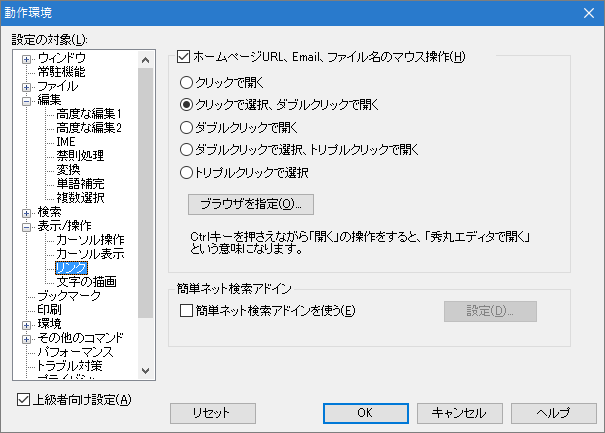 動作環境
設定の対象(L):
ウィンドウ
常駐機能
ファイル
編集
高度な編集1
高度な編集2
IME
禁則処理
変換
単語補完
複数選択
検索
表示/操作
カーソル操作
カーソル表示
リンク
文字の描画
ブックマーク
印刷
環境
その他のコマンド
パフォーマンス
トラブル対策
上級者向け設定(A)
ホームページURL、Email、ファイル名のマウス操作(H)
クリックで開く
クリックで選択、ダブルクリックで開く
ダブルクリックで開く
ダブルクリックで選択、トリプルクリックで開く
トリプルクリックで選択
ブラウザを指定(O)...
Ctrlキーを押さえながら「開く」の操作をすると、「秀丸エディタで開く」
という意味になります。
簡単ネット検索アドイン
簡単ネット検索アドインを使う(E)
設定(D)...
リセット
OK
キャンセル
ヘルプ